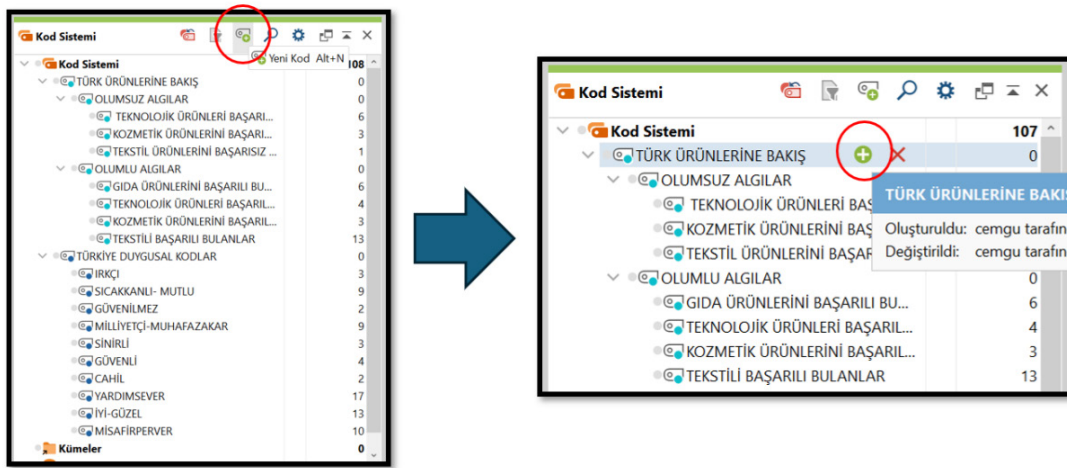 Kod Sistemi
Yeni Kod Alt+N
Kod Sistemi 108
TÜRK ÜRÜNLERİNE BAKIŞ 0
OLUMSUZ ALGILAR 0
TEKNOLOJİK ÜRÜNLERİ BAŞARI... 6
KOZMETİK ÜRÜNLERİNİ BAŞARI... 3
TEKSTİL ÜRÜNLERİNİ BAŞARISIZ ... 1
OLUMLU ALGILAR 0
GIDA ÜRÜNLERİNİ BAŞARILI BU... 6
TEKNOLOJİK ÜRÜNLERİ BAŞARIL... 4
KOZMETİK ÜRÜNLERİNİ BAŞARIL... 3
TEKSTİLİ BAŞARILI BULANLAR 13
TÜRKİYE DUYGUSAL KODLAR 0
IRKÇI 3
SICAKKANLI- MUTLU 9
GÜVENİLMEZ 2
MİLLİYETÇİ-MUHAFAZAKAR 9
SİNİRLİ 3
GÜVENLİ 4
CAHİL 2
YARDIMSEVER 17
İYİ-GÜZEL 13
MİSAFİRPERVER 10
Kümeler 0
Kod Sistemi
Kod Sistemi 107
TÜRK ÜRÜNLERİNE BAKIŞ 0
OLUMSUZ ALGILAR
TEKNOLOJİK ÜRÜNLERİ BAŞ
KOZMETİK ÜRÜNLERİNİ BAŞ
TEKSTİL ÜRÜNLERİNİ BAŞAR
TÜRK ÜRÜNLERİNE BAKIŞ
Oluşturuldu: cemgu tarafın
Değiştirildi: cemgu tarafın
OLUMLU ALGILAR 0
GIDA ÜRÜNLERİNİ BAŞARILI BU... 6
TEKNOLOJİK ÜRÜNLERİ BAŞARIL... 4
KOZMETİK ÜRÜNLERİNİ BAŞARIL... 3
TEKSTİLİ BAŞARILI BULANLAR 13